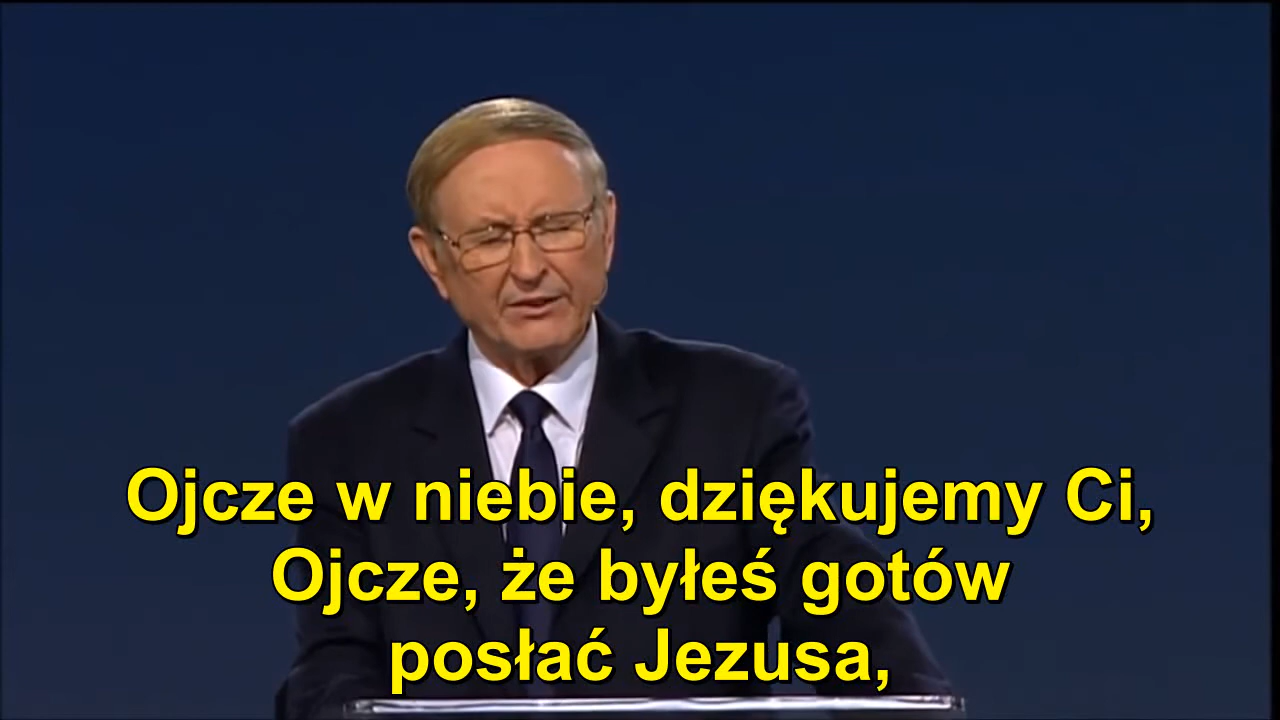 Ojcze w niebie, dziękujemy Ci,
Ojcze, że byłeś gotów
posłać Jezusa,